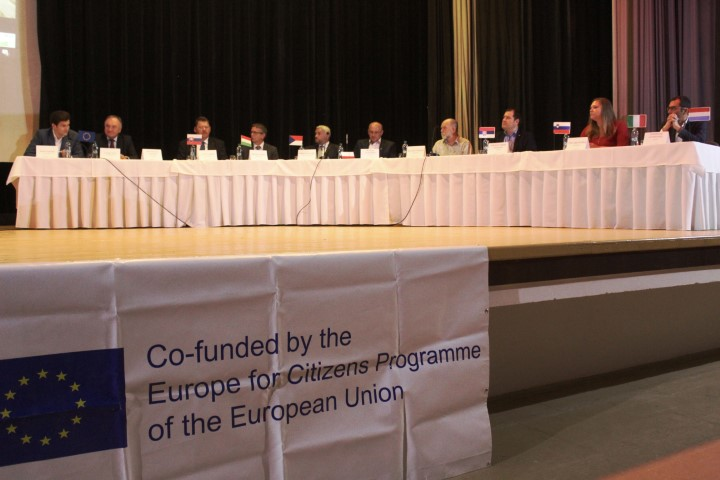 Co-funded by the
Europe for Citizens Programme
of the European Union